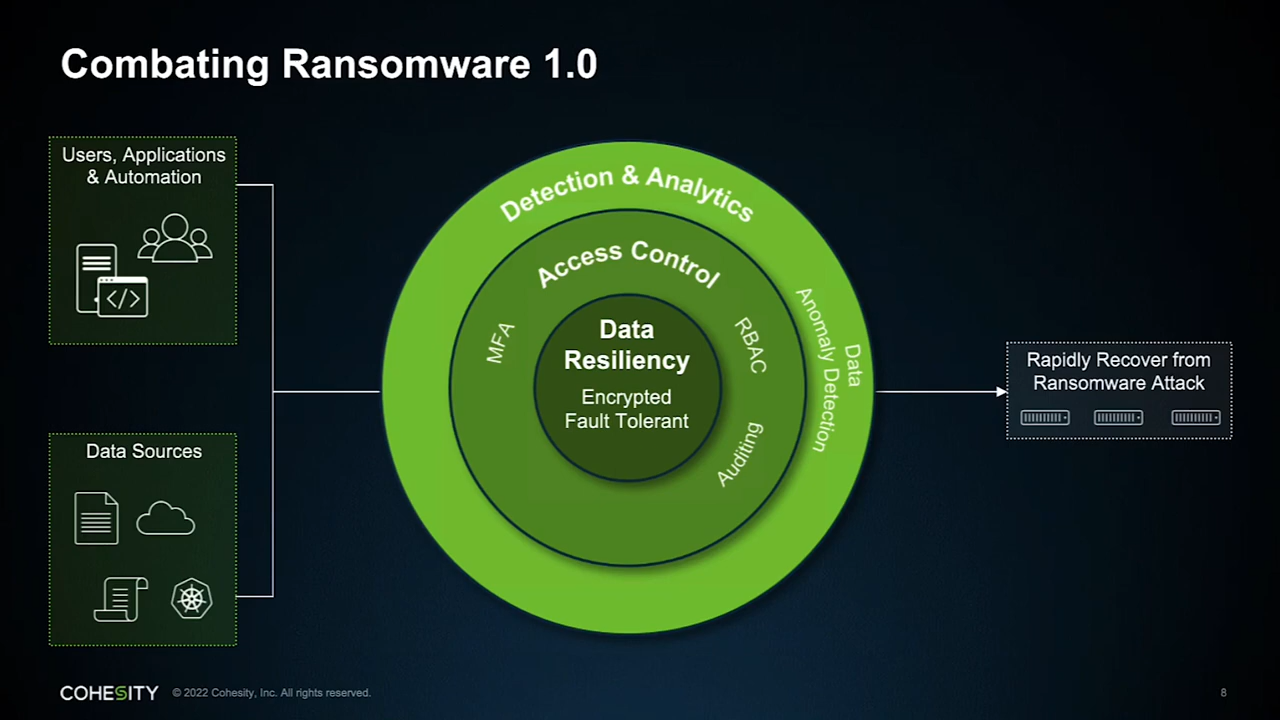 Combating Ransomware 1.0
Users, Applications
& Automation
</>
Data Sources
Detection & Analytics
Access Control
MFA
RBAC
Auditing
Data
Anomaly Detection
Data
Resiliency
Encrypted
Fault Tolerant
Rapidly Recover from
Ransomware Attack
COHESITY
© 2022 Cohesity, Inc. All rights reserved.
8